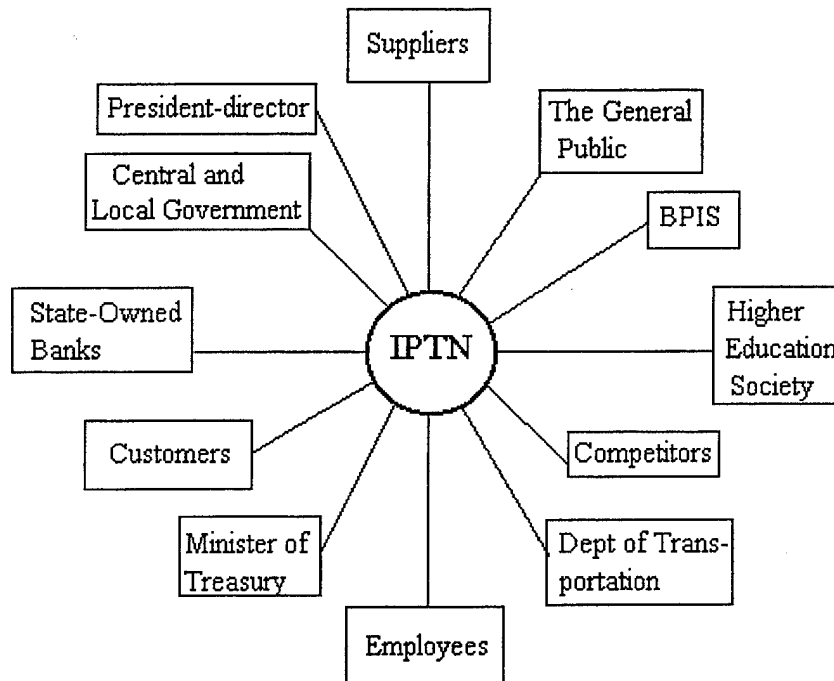 Suppliers
President-director
The General
Public
Central and
Local Government
BPIS
State-Owned
Banks
IPTN
Higher
Education
Society
Customers
Competitors
Minister of
Treasury
Dept of Trans-
portation
Employees